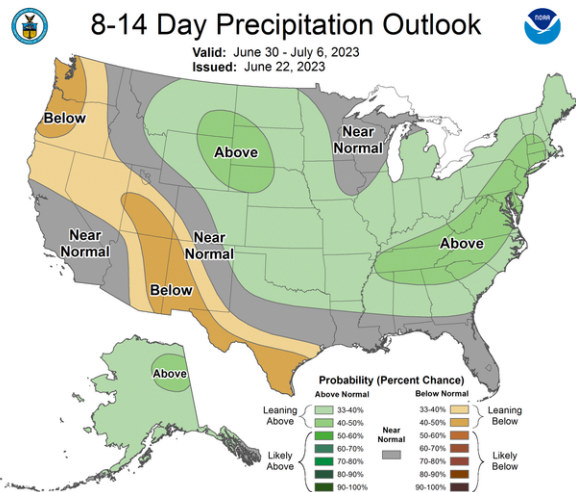 8-14 Day Precipitation Outlook
Valid: June 30 - July 6, 2023
Issued: June 22, 2023
NOAA
Below
Above
Near
Normal
Near
Normal
Near
Normal
Above
Below
Above
Probability (Percent Chance)
Above Normal
Below Normal
Leaning
Above
33-40%
40-50%
Likely
Above
50-60%
60-70%
70-80%
80-90%
90-100%
Near
Normal
33-40%
40-50%
Leaning
Below
50-60%
60-70%
70-80%
80-90%
90-100%
Likely
Below